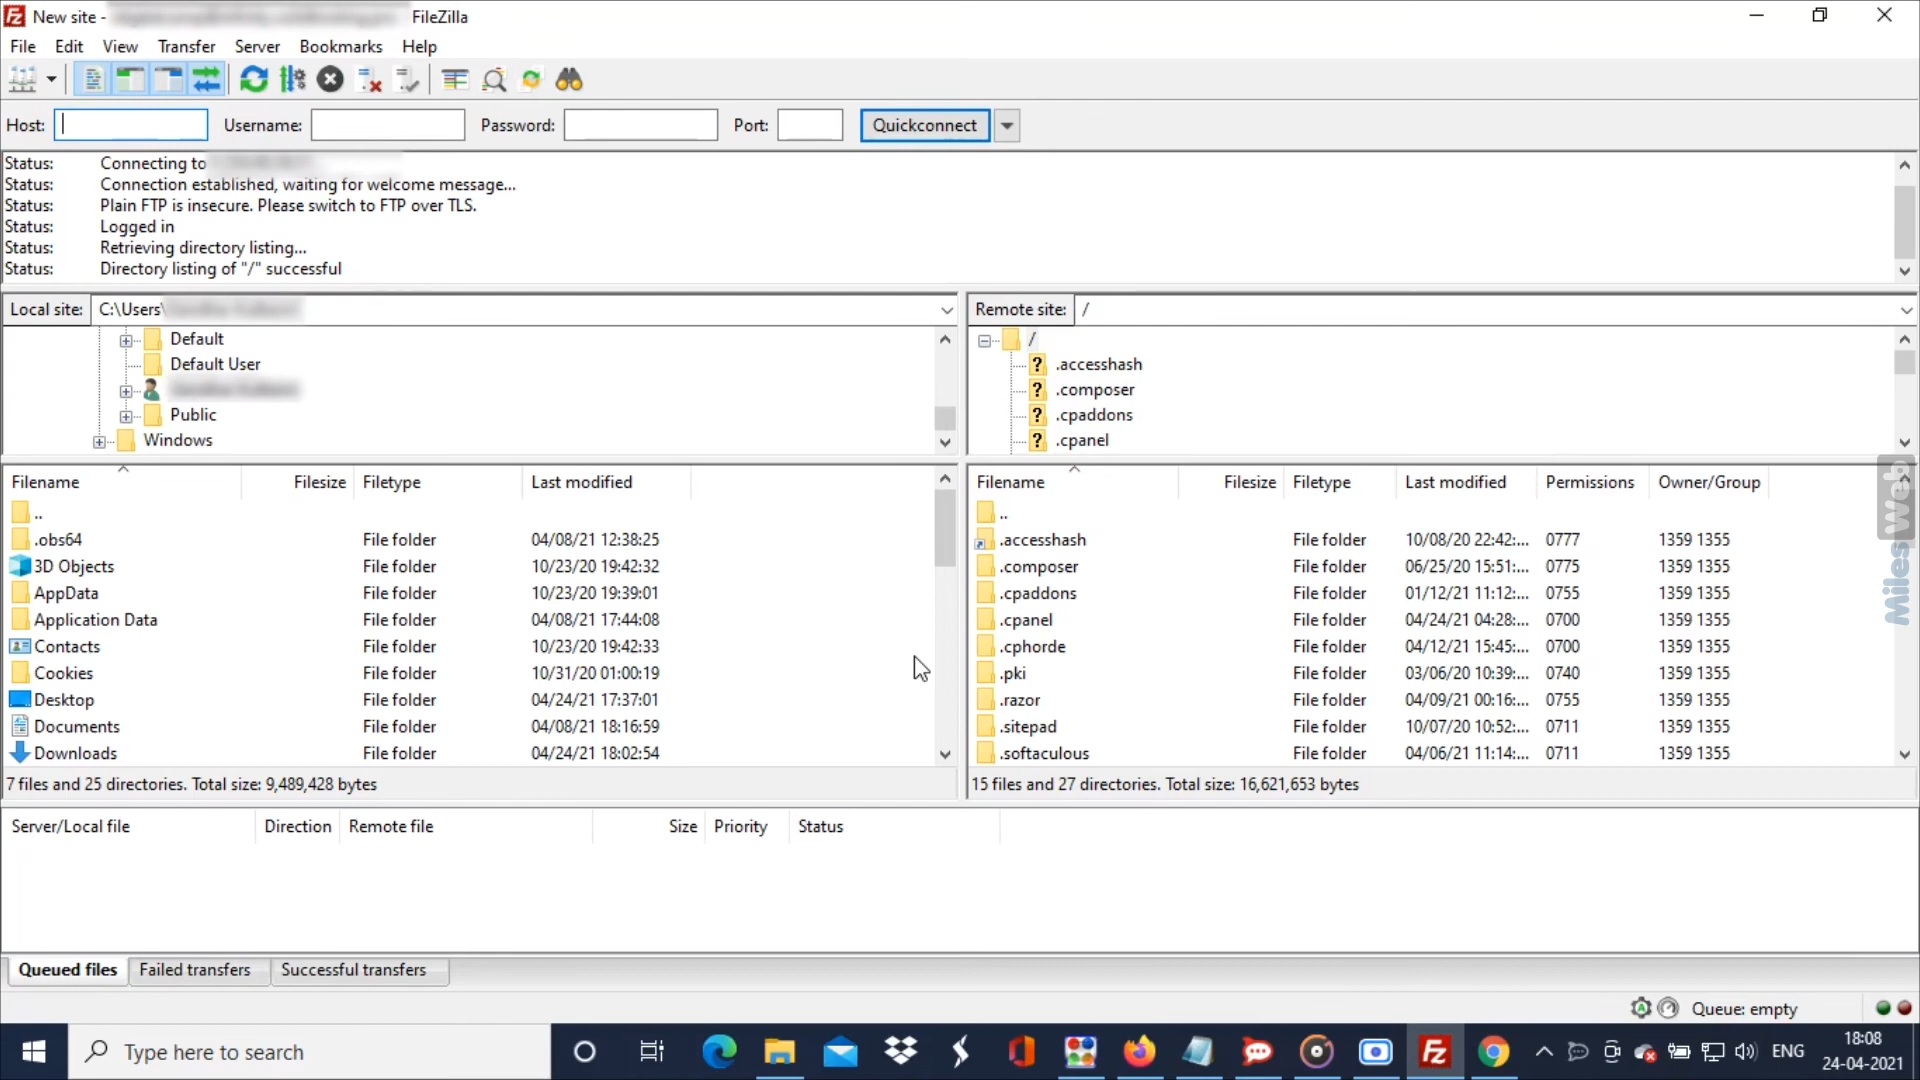 New site - FileZilla
File Edit View Transfer Server Bookmarks Help
Host: Username: Password: Port: Quickconnect
Status: Connecting to
Status: Connection established, waiting for welcome message...
Status: Plain FTP is insecure. Please switch to FTP over TLS.
Status: Logged in
Status: Retrieving directory listing...
Status: Directory listing of "/" successful
Local site: C:\Users\
Default
Default User
Public
Windows
Remote site: /
/
.accesshash
.composer
.cpaddons
.cpanel
Filename Filesize Filetype Last modified
..
.obs64 File folder 04/08/21 12:38:25
3D Objects File folder 10/23/20 19:42:32
AppData File folder 10/23/20 19:39:01
Application Data File folder 04/08/21 17:44:08
Contacts File folder 10/23/20 19:42:33
Cookies File folder 10/31/20 01:00:19
Desktop File folder 04/24/21 17:37:01
Documents File folder 04/08/21 18:16:59
Downloads File folder 04/24/21 18:02:54
7 files and 25 directories. Total size: 9,489,428 bytes
Filename Filesize Filetype Last modified Permissions Owner/Group
..
.accesshash File folder 10/08/20 22:42:... 0777 1359 1355
.composer File folder 06/25/20 15:51:... 0775 1359 1355
.cpaddons File folder 01/12/21 11:12:... 0755 1359 1355
.cpanel File folder 04/24/21 04:28:... 0700 1359 1355
.cphorde File folder 04/12/21 15:45:... 0700 1359 1355
.pki File folder 03/06/20 10:39:... 0740 1359 1355
.razor File folder 04/09/21 00:16:... 0755 1359 1355
.sitepad File folder 10/07/20 10:52:... 0711 1359 1355
.softaculous File folder 04/06/21 11:14:... 0711 1359 1355
15 files and 27 directories. Total size: 16,621,653 bytes
MilesWeb
Server/Local file Direction Remote file Size Priority Status
Queued files Failed transfers Successful transfers
Queue: empty
Type here to search
ENG
18:08
24-04-2021